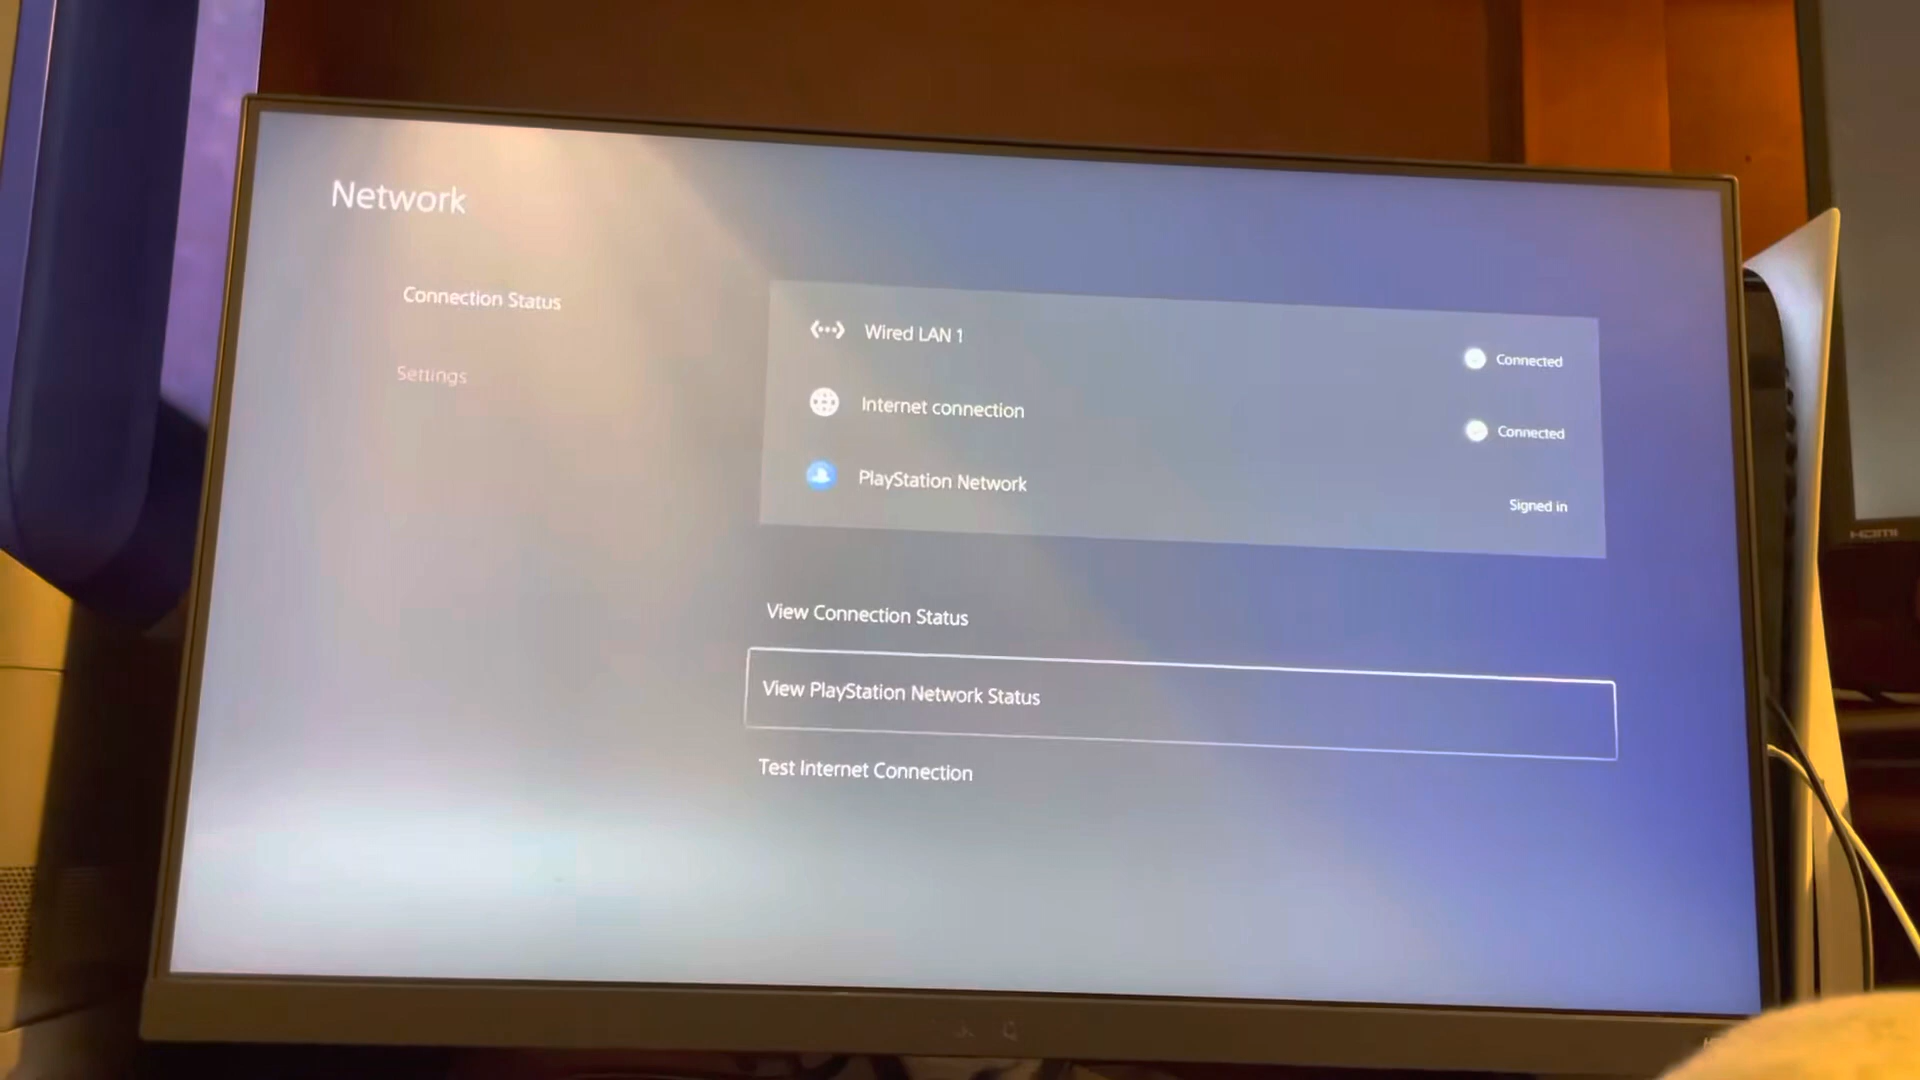 Network
Connection Status
Settings
Wired LAN 1
Connected
Internet connection
Connected
PlayStation Network
Signed in
View Connection Status
View PlayStation Network Status
Test Internet Connection
HDMI